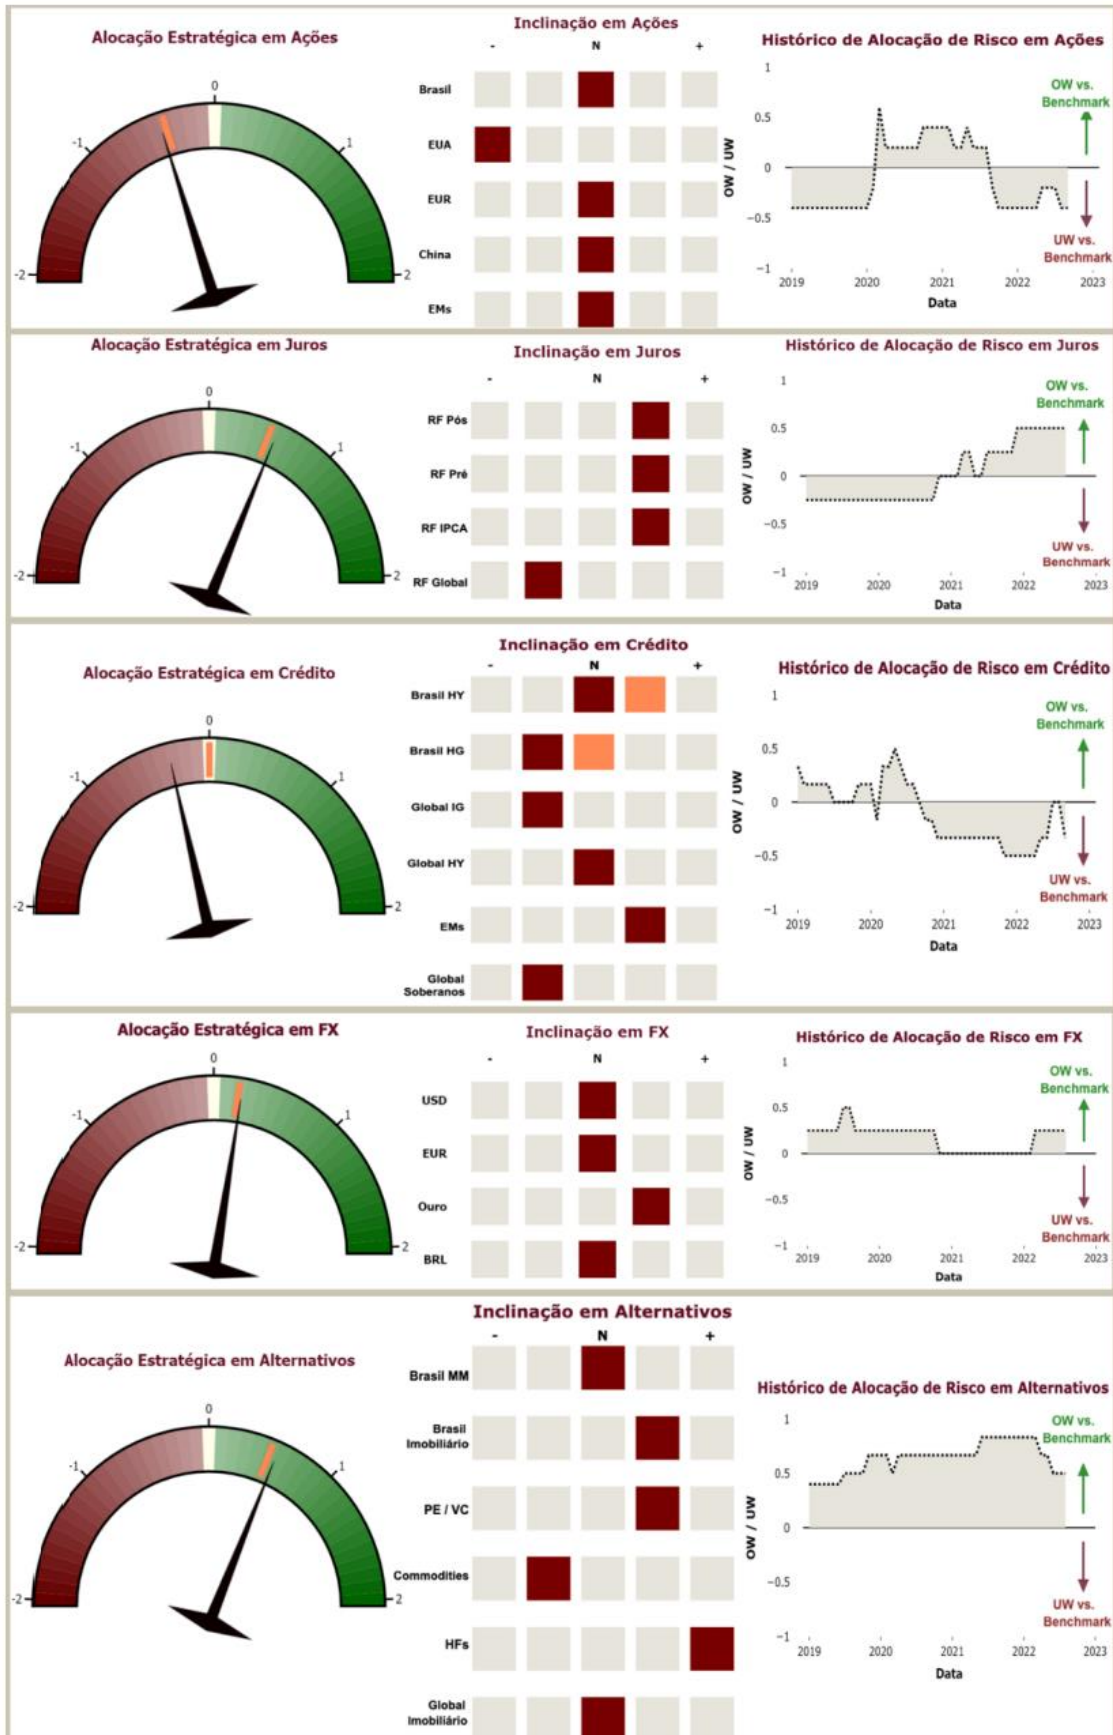 Alocação Estratégica em Ações
0
-1
1
-2
2
Inclinação em Ações
-
N
+
Brasil
EUA
EUR
China
EMs
Histórico de Alocação de Risco em Ações
1
0.5
0
−0.5
−1
OW / UW
OW vs.
Benchmark
UW vs.
Benchmark
2019
2020
2021
2022
2023
Data
Alocação Estratégica em Juros
0
-1
1
-2
2
Inclinação em Juros
-
N
+
RF Pós
RF Pré
RF IPCA
RF Global
Histórico de Alocação de Risco em Juros
1
0.5
0
−0.5
−1
OW / UW
OW vs.
Benchmark
UW vs.
Benchmark
2019
2020
2021
2022
2023
Data
Alocação Estratégica em Crédito
0
-1
1
-2
2
Inclinação em Crédito
-
N
+
Brasil HY
Brasil HG
Global IG
Global HY
EMs
Global
Soberanos
Histórico de Alocação de Risco em Crédito
1
0.5
0
−0.5
−1
OW / UW
OW vs.
Benchmark
UW vs.
Benchmark
2019
2020
2021
2022
2023
Data
Alocação Estratégica em FX
0
-1
1
-2
2
Inclinação em FX
-
N
+
USD
EUR
Ouro
BRL
Histórico de Alocação de Risco em FX
1
0.5
0
−0.5
−1
OW / UW
OW vs.
Benchmark
UW vs.
Benchmark
2019
2020
2021
2022
2023
Data
Alocação Estratégica em Alternativos
0
-1
1
-2
2
Inclinação em Alternativos
-
N
+
Brasil MM
Brasil
Imobiliário
PE / VC
Commodities
HFs
Global
Imobiliário
Histórico de Alocação de Risco em Alternativos
1
0.5
0
−0.5
−1
OW / UW
OW vs.
Benchmark
UW vs.
Benchmark
2019
2020
2021
2022
2023
Data